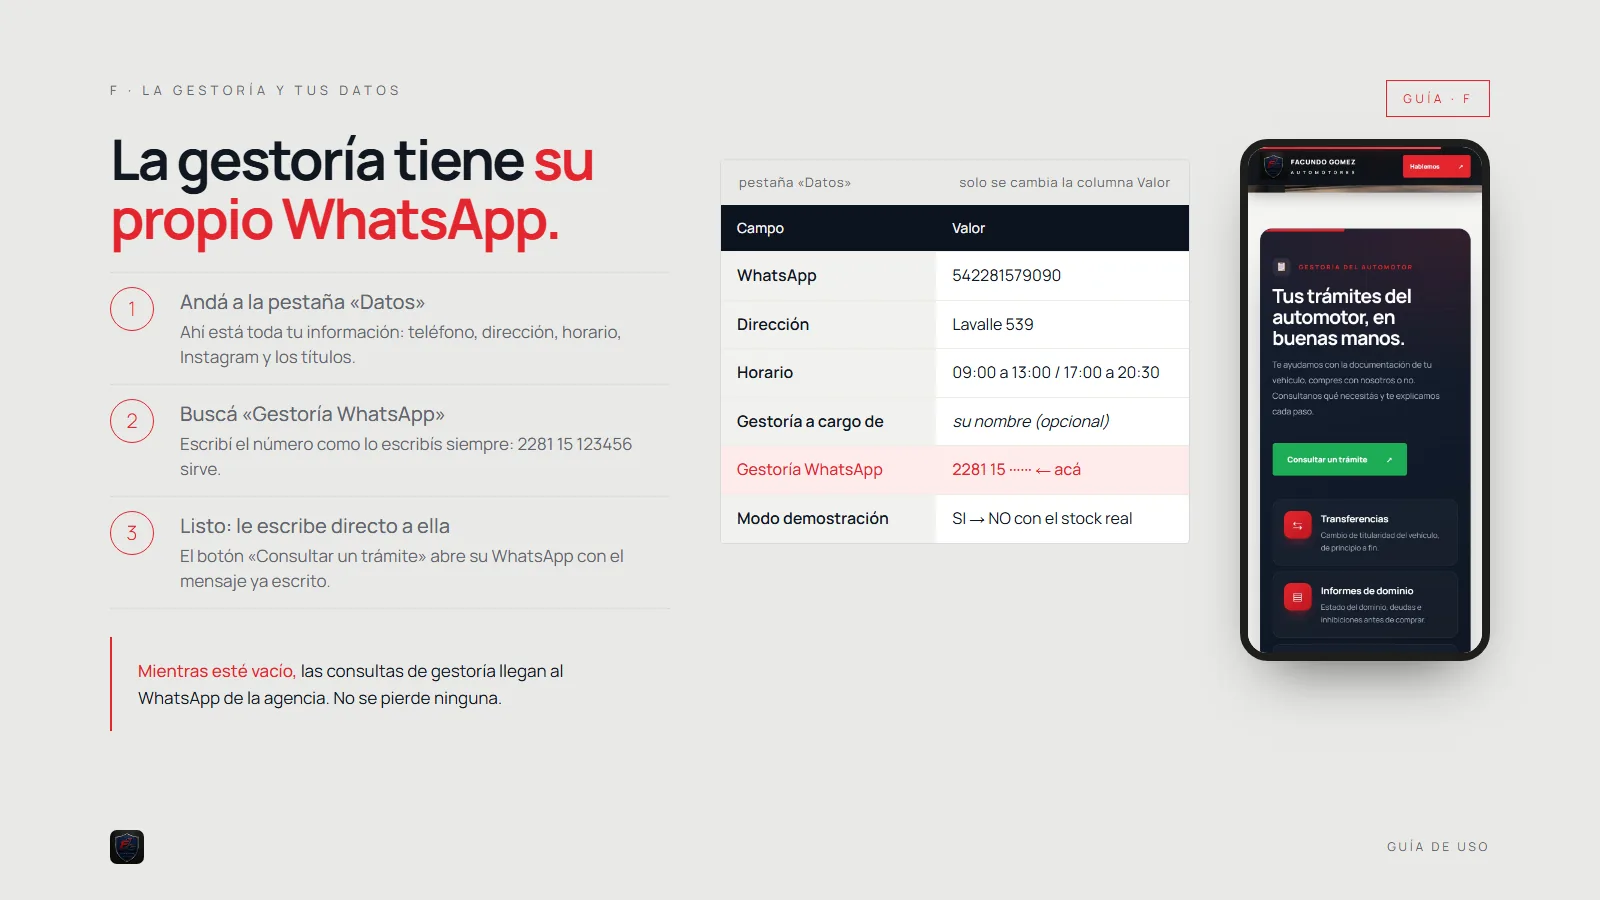 F · LA GESTORÍA Y TUS DATOS
GUÍA · F
La gestoría tiene su
propio WhatsApp.
1
Andá a la pestaña «Datos»
Ahí está toda tu información: teléfono, dirección, horario,
Instagram y los títulos.
2
Buscá «Gestoría WhatsApp»
Escribí el número como lo escribís siempre: 2281 15 123456
sirve.
3
Listo: le escribe directo a ella
El botón «Consultar un trámite» abre su WhatsApp con el
mensaje ya escrito.
Mientras esté vacío, las consultas de gestoría llegan al
WhatsApp de la agencia. No se pierde ninguna.
pestaña «Datos» solo se cambia la columna Valor
Campo Valor
WhatsApp 542281579090
Dirección Lavalle 539
Horario 09:00 a 13:00 / 17:00 a 20:30
Gestoría a cargo de su nombre (opcional)
Gestoría WhatsApp 2281 15 ······ ← acá
Modo demostración SI → NO con el stock real
FACUNDO GOMEZ
AUTOMOTORES
Hablemos ↗
GESTORÍA DEL AUTOMOTOR
Tus trámites del
automotor, en
buenas manos.
Te ayudamos con la documentación de tu
vehículo, compres con nosotros o no.
Consultanos qué necesitás y te explicamos
cada paso.
Consultar un trámite ↗
Transferencias
Cambio de titularidad del vehículo,
de principio a fin.
Informes de dominio
Estado del dominio, deudas e
inhibiciones antes de comprar.
GUÍA DE USO